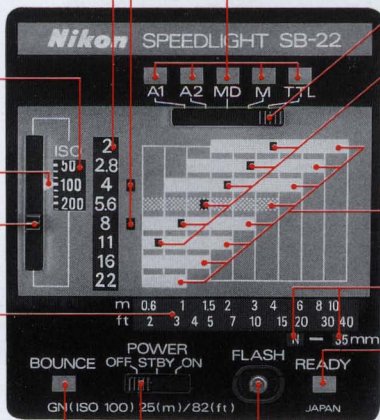 Nikon SPEEDLIGHT SB-22
A1 A2 MD M TTL
ISO
50
100
200
2
2.8
4
5.6
8
11
16
22
m 0.6 1 1.5 2 3 4 6 8 10
ft 2 3 5 7 10 15 20 30 40
N — 35mm
BOUNCE
POWER
OFF STBY ON
FLASH
READY
GN(ISO 100) 25(m)/82(ft)
JAPAN